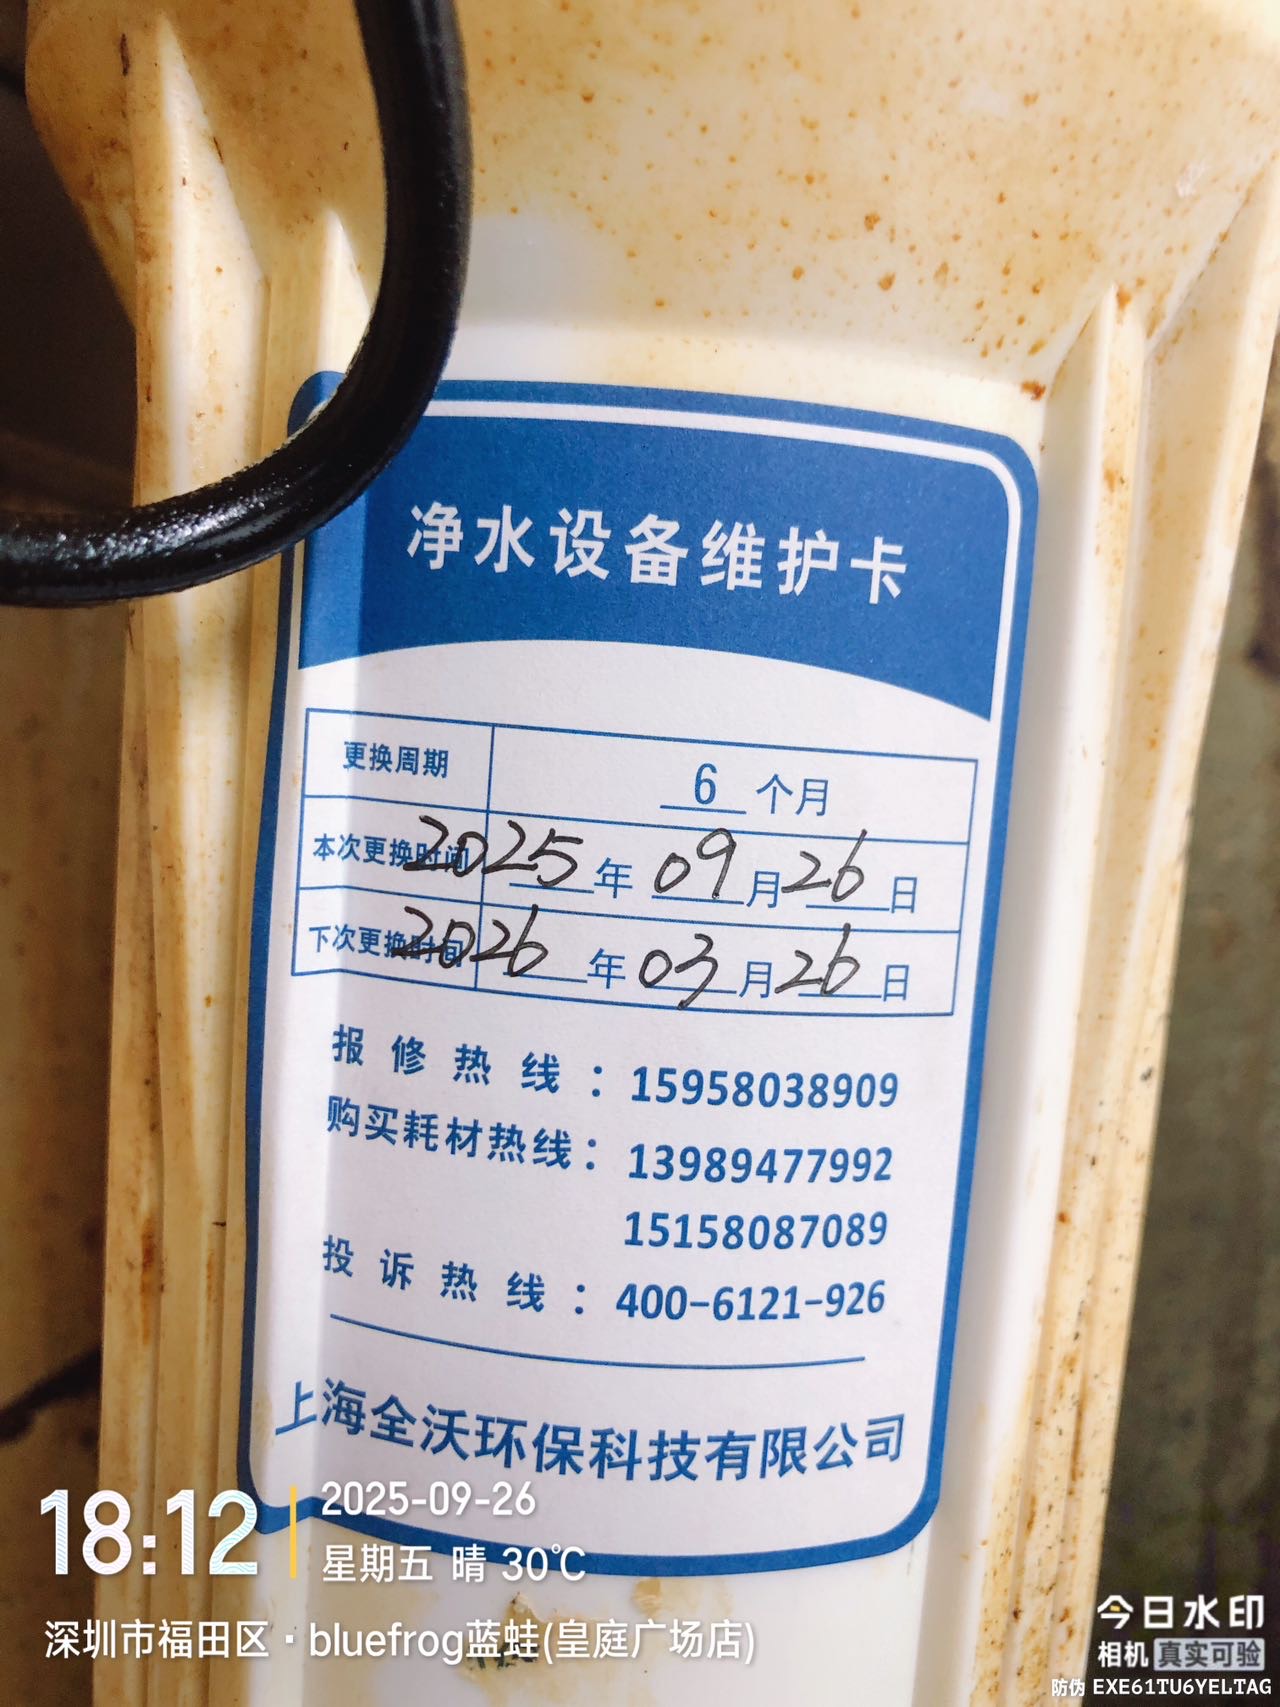 净水设备维护卡
更换周期 6 个月
本次更换时间 2025 年 09 月 26 日
下次更换时间 2026 年 03 月 26 日
报修热线：15958038909
购买耗材热线：13989477992
15158087089
投诉热线：400-6121-926
上海全沃环保科技有限公司
18:12
2025-09-26
星期五 晴 30℃
深圳市福田区·bluefrog蓝蛙(皇庭广场店)
今日水印
相机 真实可验
防伪 EXE61TU6YELTAG